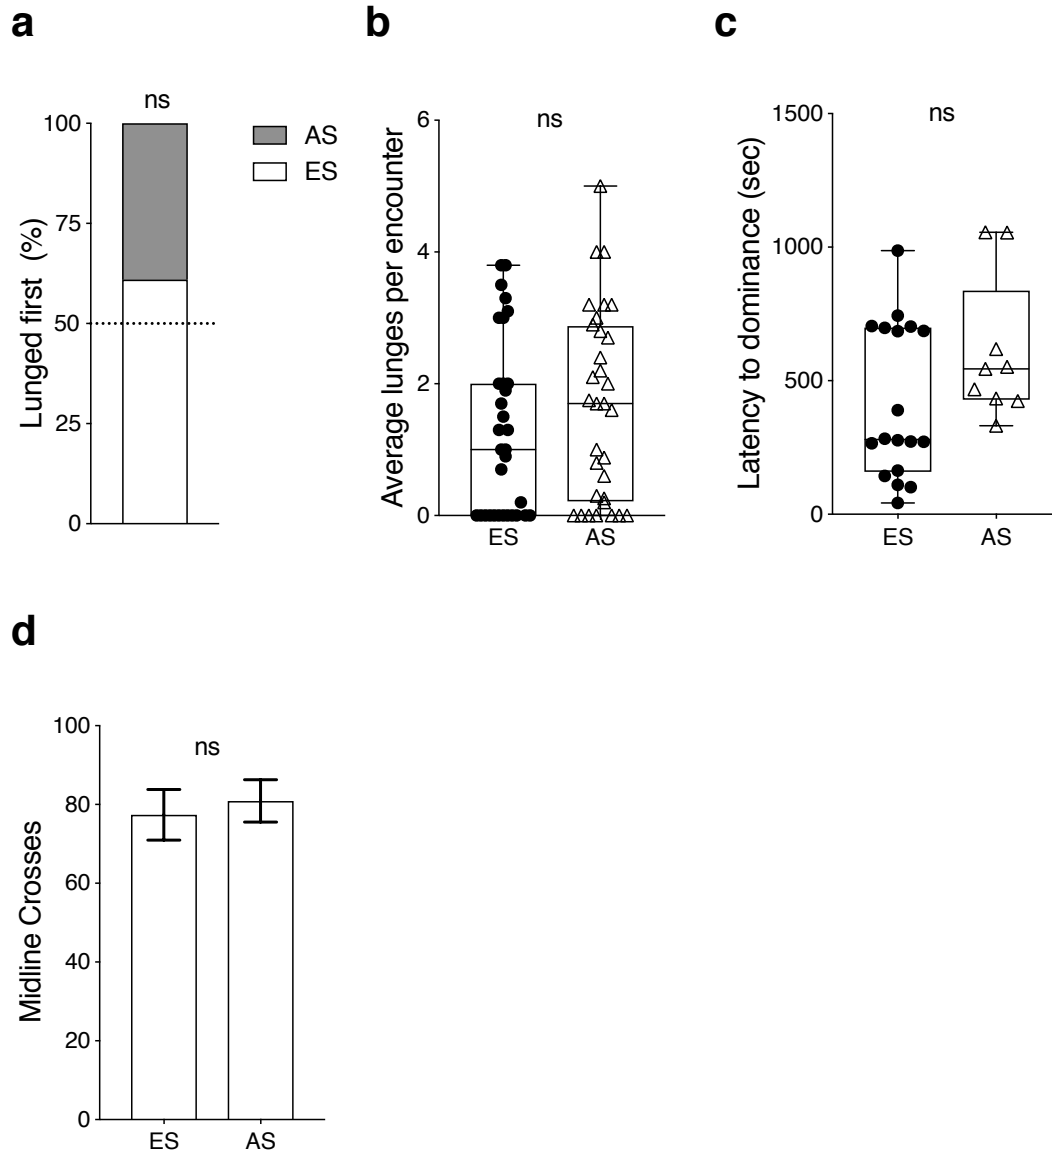 a
ns
100
75
50
25
0
Lunged first (%)
AS
ES
b
ns
6
4
2
0
Average lunges per encounter
ES AS
c
ns
1500
1000
500
0
Latency to dominance (sec)
ES AS
d
ns
100
80
60
40
20
0
Midline Crosses
ES AS